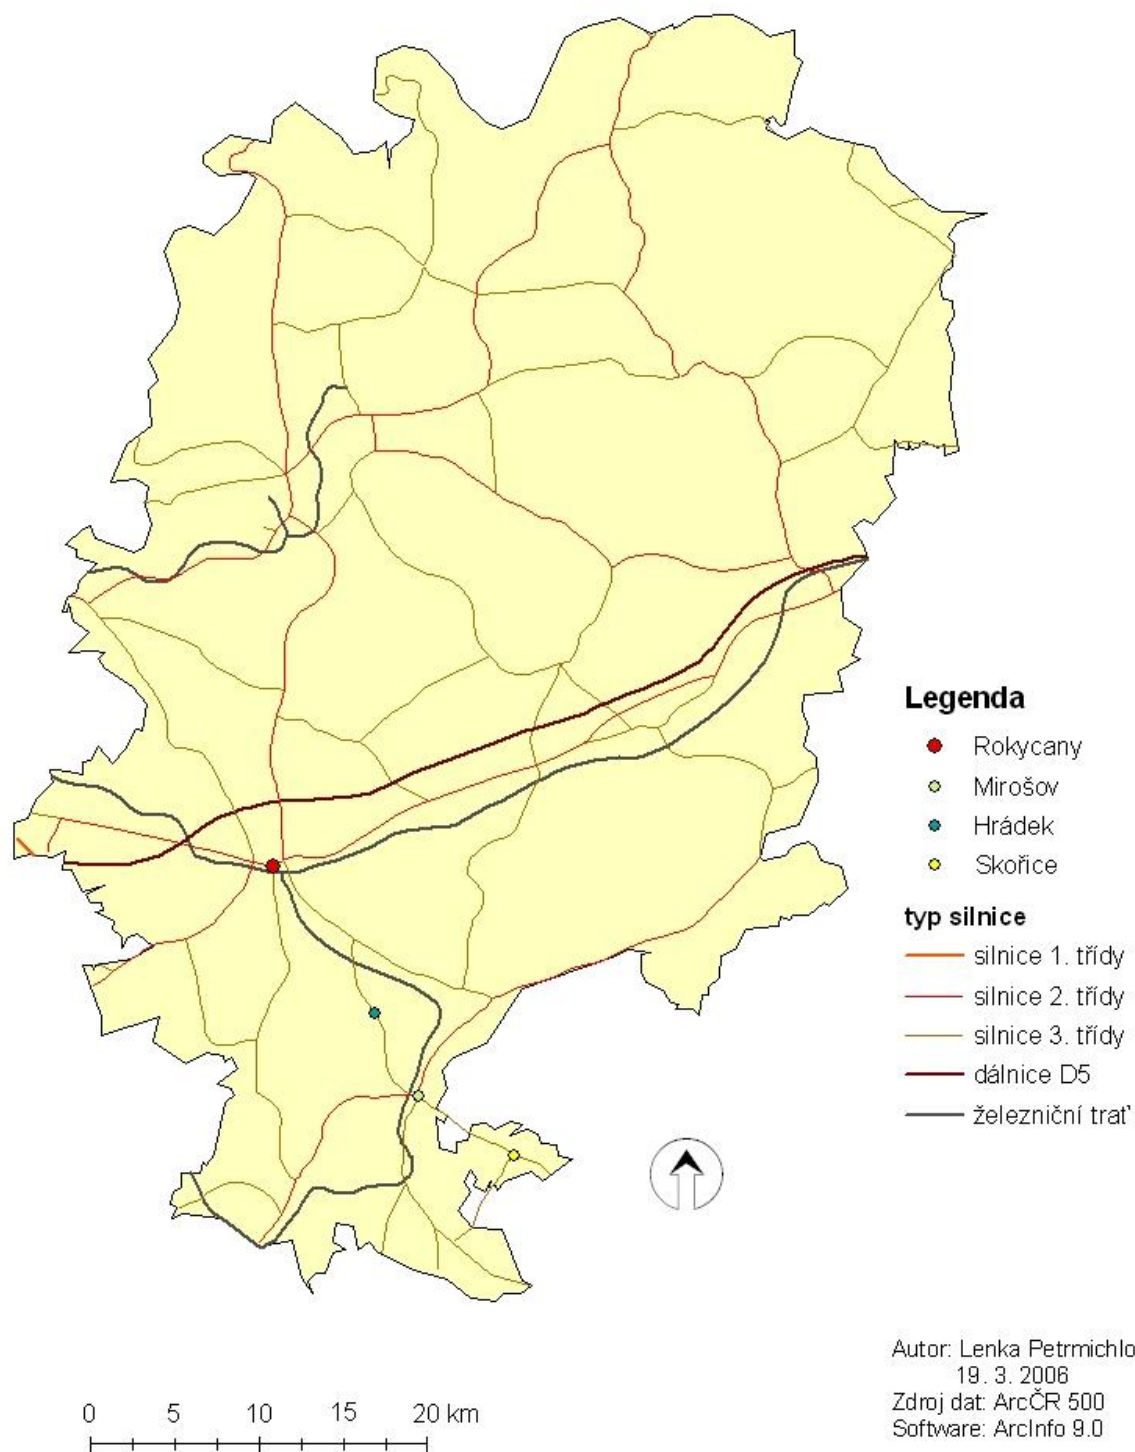 Legenda
Rokycany
Mirošov
Hrádek
Skořice
typ silnice
silnice 1. třídy
silnice 2. třídy
silnice 3. třídy
dálnice D5
železniční trať
Autor: Lenka Petrmichlo
19. 3. 2006
Zdroj dat: ArcČR 500
Software: ArcInfo 9.0
0 5 10 15 20 km